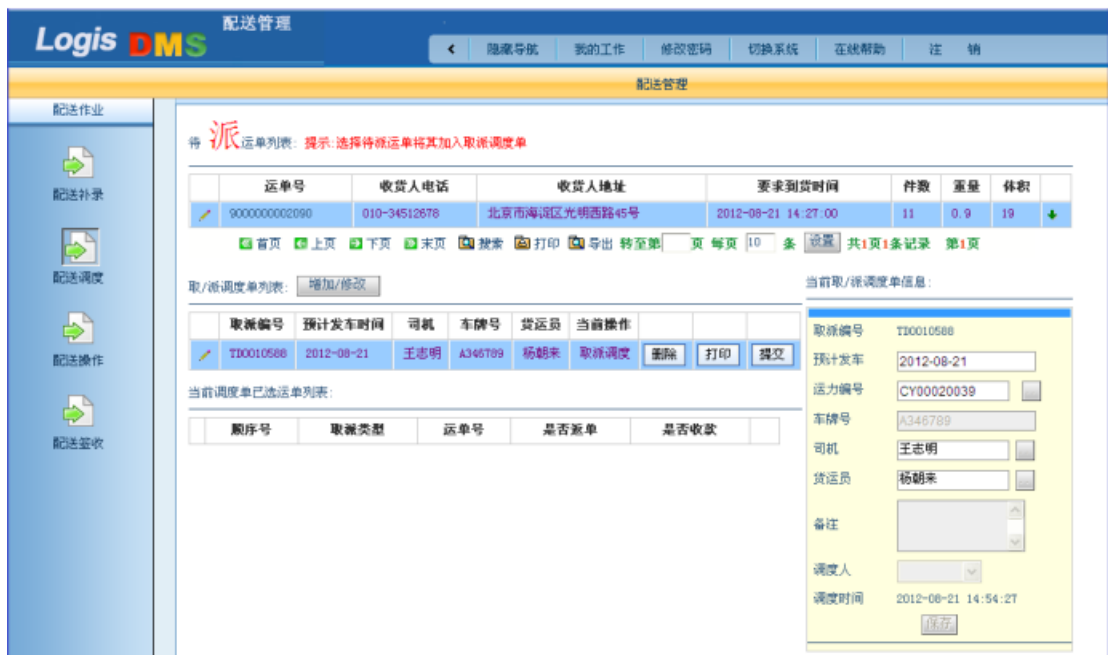 Logis DMS
配送管理
隐藏导航 我的工作 修改密码 切换系统 在线帮助 注 销
配送管理
配送作业
配送补录
配送调度
配送操作
配送签收
待 派 运单列表: 提示:选择待派运单将其加入取派调度单
运单号 收货人电话 收货人地址 要求到货时间 件数 重量 体积
9000000002090 010-34512678 北京市海淀区光明西路45号 2012-08-21 14:27:00 11 0.9 19
首页 上页 下页 末页 搜索 打印 导出 转至第 页 每页 10 条 设置 共1页1条记录 第1页
取/派调度单列表: 增加/修改
取派编号 预计发车时间 司机 车牌号 货运员 当前操作
TD0010588 2012-08-21 王志明 A346789 杨朝来 取派调度 删除 打印 提交
当前调度单已选运单列表:
顺序号 取派类型 运单号 是否返单 是否收款
当前取/派调度单信息:
取派编号 TD0010588
预计发车 2012-08-21
运力编号 CY00020039
车牌号 A346789
司机 王志明
货运员 杨朝来
备注
调度人
调度时间 2012-08-21 14:54:27
保存